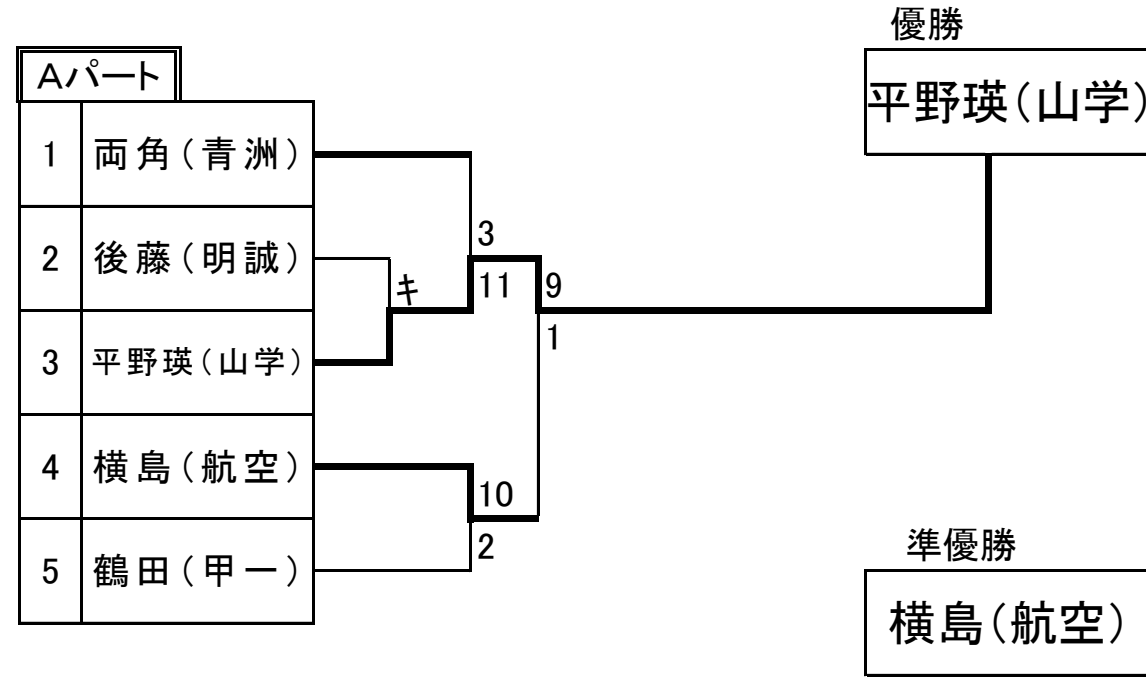 優勝
平野瑛(山学)
Aパート
1 両角(青洲)
2 後藤(明誠)
3 平野瑛(山学)
4 横島(航空)
5 鶴田(甲一)
キ
3
11
9
1
10
2
準優勝
横島(航空)